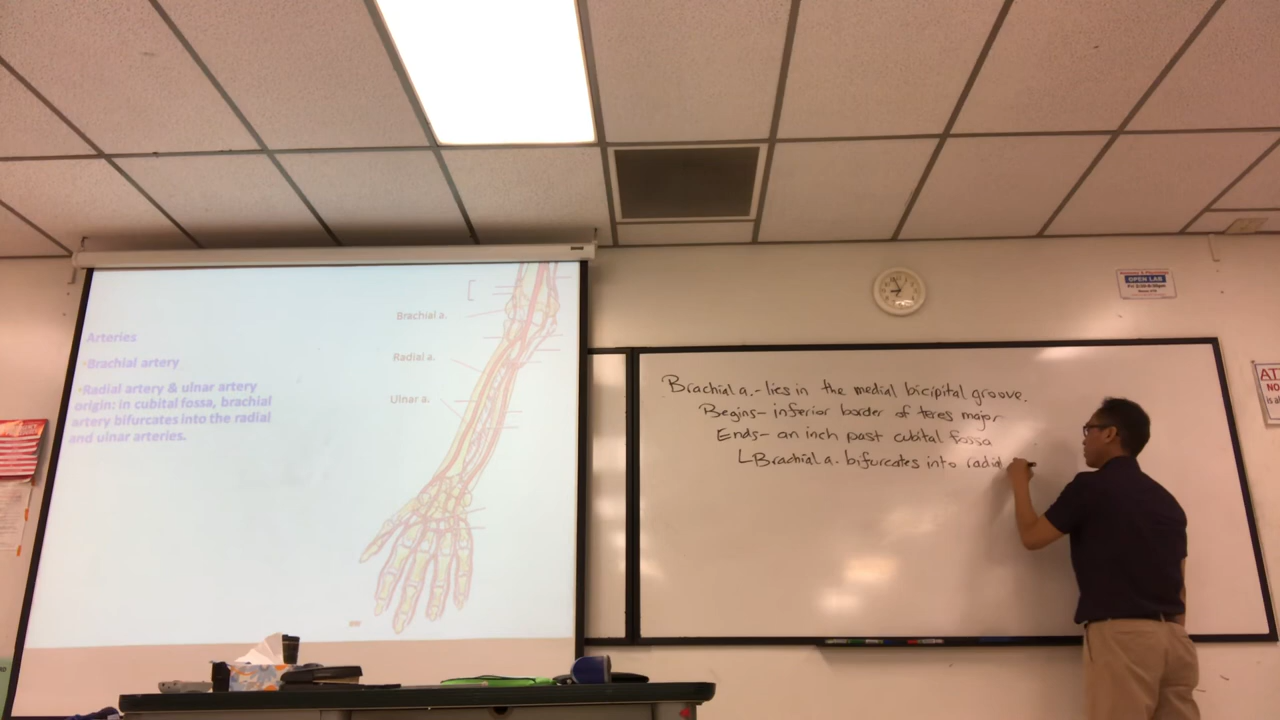 Arteries
•Brachial artery
•Radial artery & ulnar artery
origin: in cubital fossa, brachial
artery bifurcates into the radial
and ulnar arteries.
Brachial a.
Radial a.
Ulnar a.
Brachial a. - lies in the medial bicipital groove.
Begins - inferior border of teres major
Ends - an inch past cubital fossa
Brachial a. bifurcates into radial
OPEN LAB